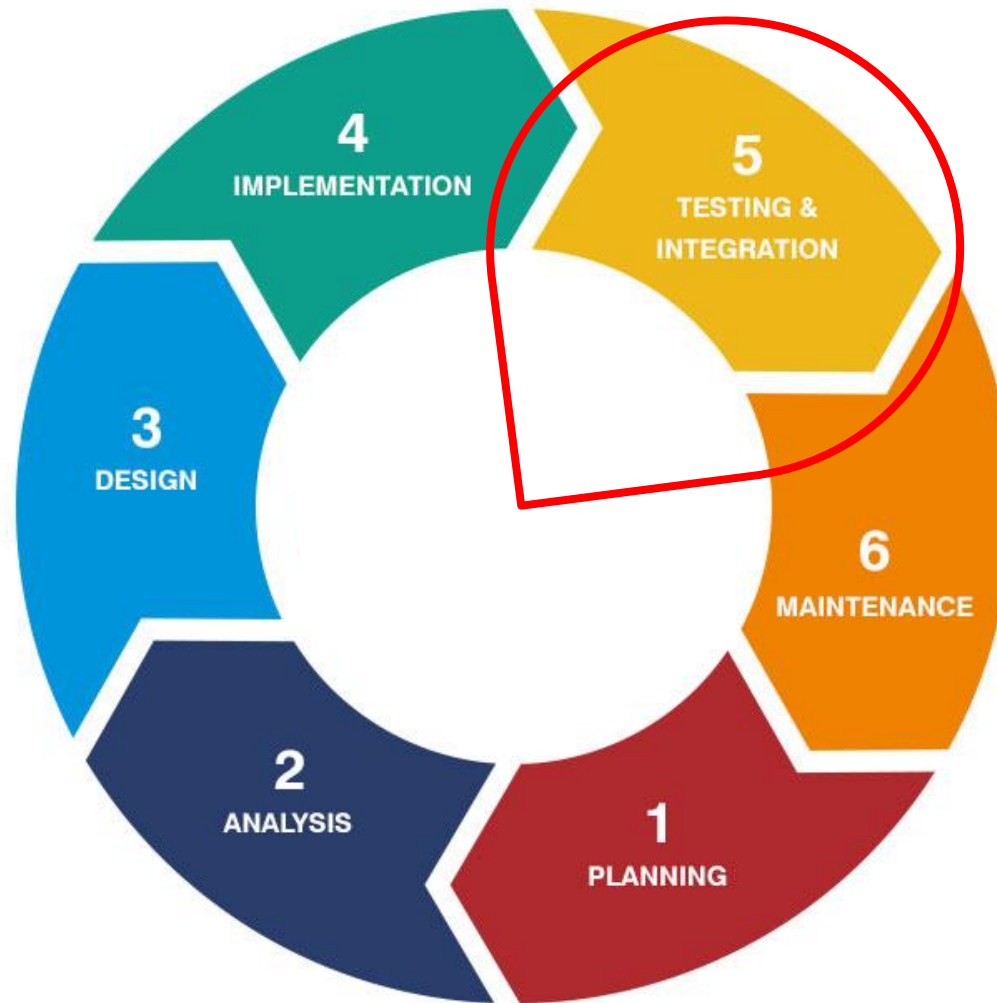 4
IMPLEMENTATION
5
TESTING &
INTEGRATION
3
DESIGN
6
MAINTENANCE
2
ANALYSIS
1
PLANNING